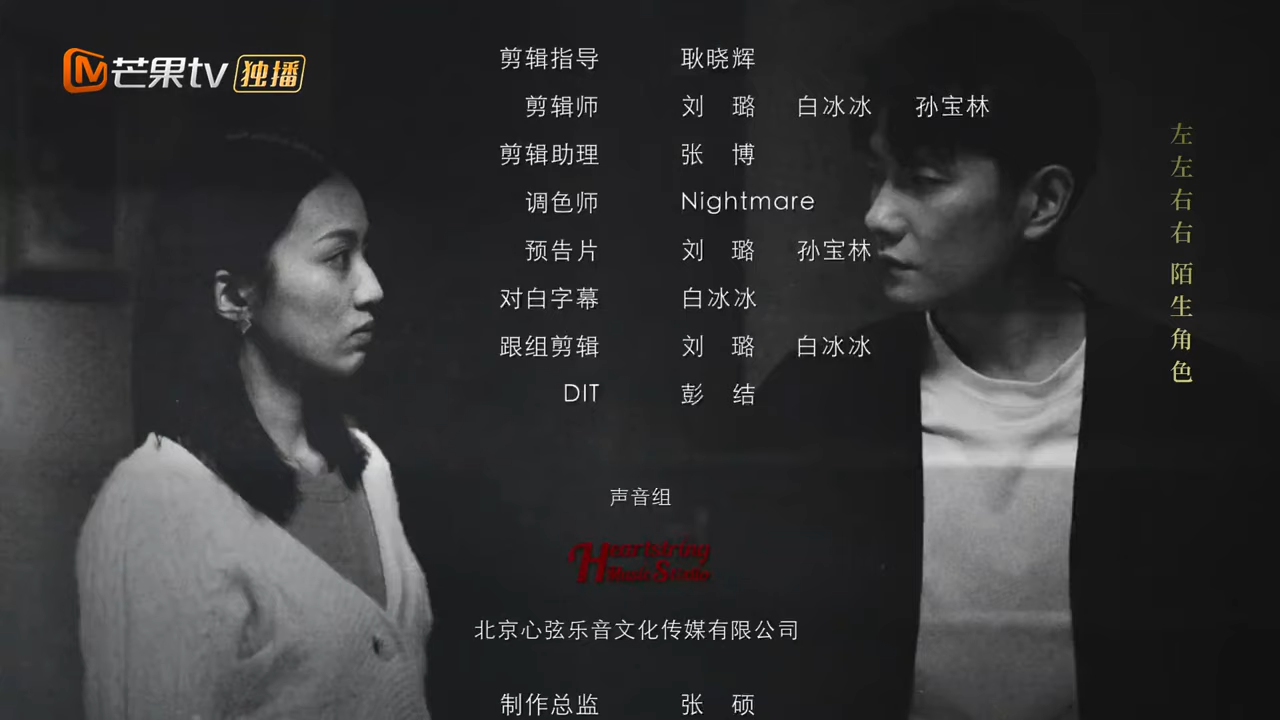 芒果tv 独播
剪辑指导 耿晓辉
剪辑师 刘 璐 白冰冰 孙宝林
剪辑助理 张 博
调色师 Nightmare
预告片 刘 璐 孙宝林
对白字幕 白冰冰
跟组剪辑 刘 璐 白冰冰
DIT 彭 结
声音组
Heartstring
Music Studio
北京心弦乐音文化传媒有限公司
制作总监 张 硕
左左右右 陌生角色